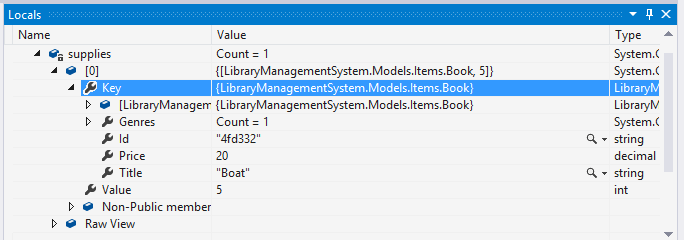 Locals
Name Value Type
supplies Count = 1 System.C
[0] {[LibraryManagementSystem.Models.Items.Book, 5]}
Key {LibraryManagementSystem.Models.Items.Book} LibraryM
[LibraryManagem {LibraryManagementSystem.Models.Items.Book} LibraryM
Genres Count = 1 System.C
Id "4fd332" string
Price 20 decimal
Title "Boat" string
Value 5 int
Non-Public member
Raw View